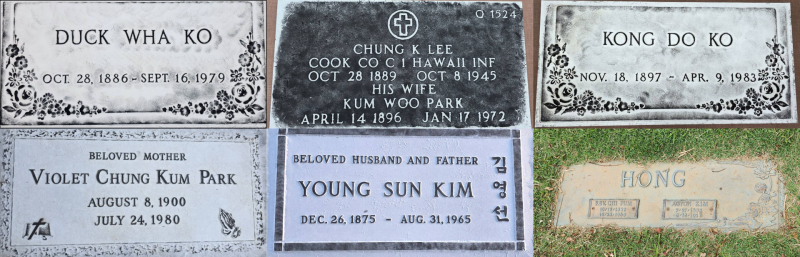 DUCK WHA KO
OCT. 28, 1886 - SEPT. 16, 1979
Q 1524
CHUNG K LEE
COOK CO C 1 HAWAII INF
OCT 28 1889 OCT 8 1945
HIS WIFE
KUM WOO PARK
APRIL 14 1896 JAN 17 1972
KONG DO KO
NOV. 18, 1897 - APR. 9, 1983
BELOVED MOTHER
VIOLET CHUNG KUM PARK
AUGUST 8, 1900
JULY 24, 1980
BELOVED HUSBAND AND FATHER
YOUNG SUN KIM
DEC. 26, 1875 - AUG. 31, 1965
김영선
HONG